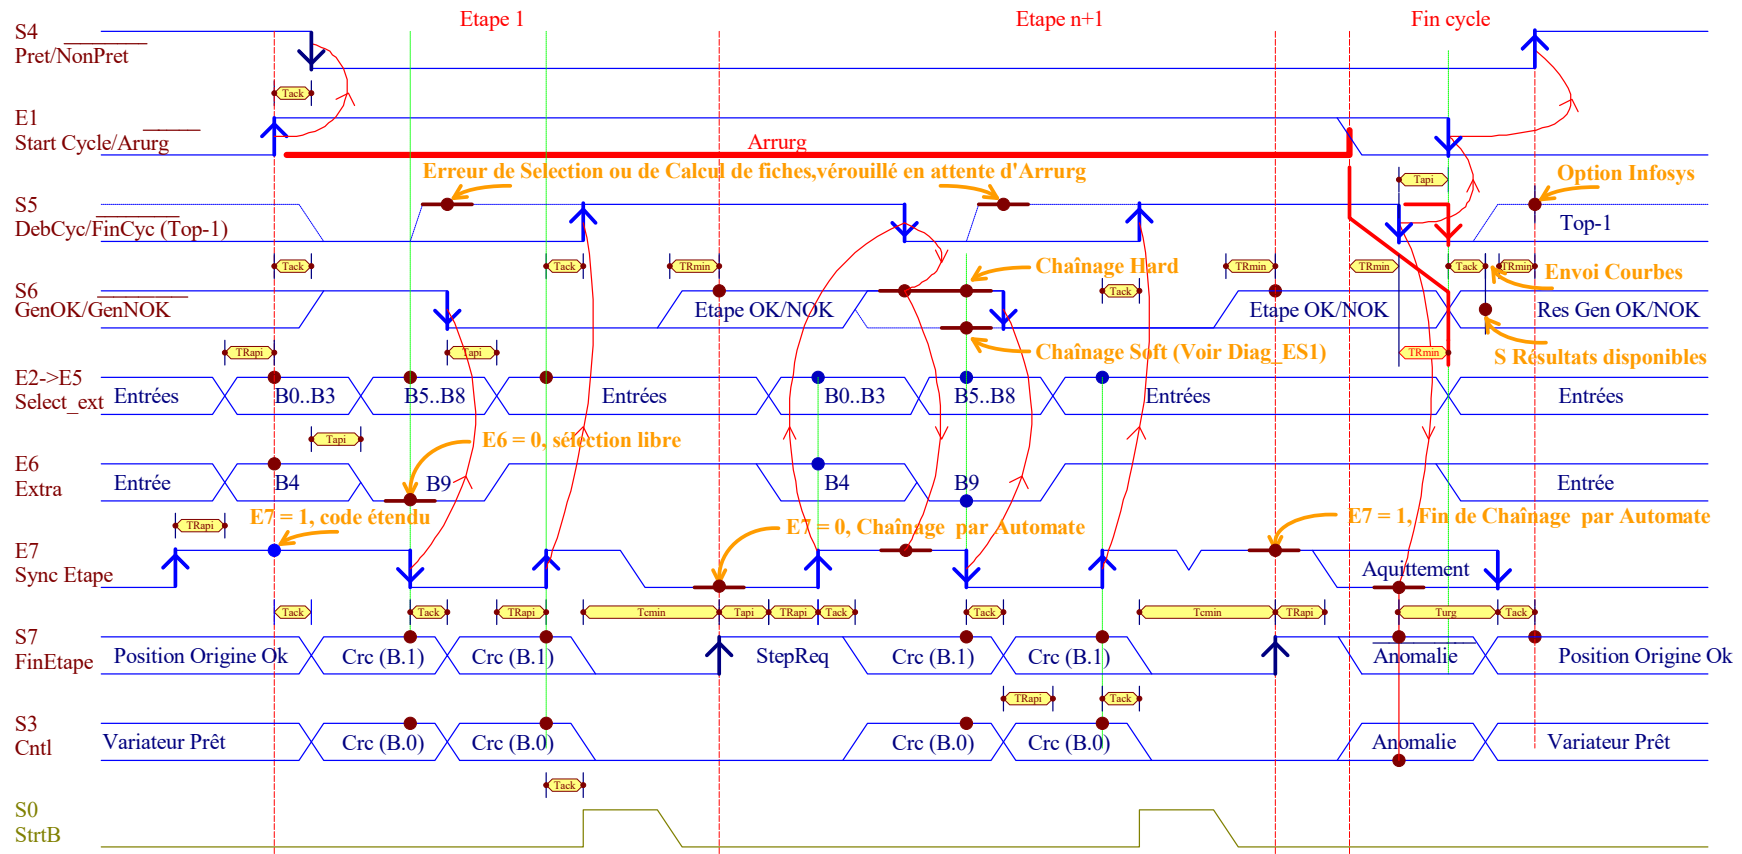 Etape 1 Etape n+1 Fin cycle
S4
Pret/NonPret
Tack
E1
Start Cycle/Arurg
Arrurg
Erreur de Selection ou de Calcul de fiches,vérouillé en attente d'Arrurg
Option Infosys
Tapi
S5
DebCyc/FinCyc (Top-1)
Top-1
Tack Tack TRmin TRmin TRmin Tack TRmin
Chaînage Hard
Envoi Courbes
Tack
S6
GenOK/GenNOK
Etape OK/NOK Etape OK/NOK Res Gen OK/NOK
TRapi Tapi TRmin
Chaînage Soft (Voir Diag_ES1)
S Résultats disponibles
E2->E5
Select_ext
Entrées B0..B3 B5..B8 Entrées B0..B3 B5..B8 Entrées Entrées
Tapi
E6 = 0, sélection libre
E6
Extra
Entrée B4 B9 B4 B9 Entrée
TRapi
E7 = 1, code étendu
E7 = 0, Chaînage par Automate
E7 = 1, Fin de Chaînage par Automate
E7
Sync Etape
Aquittement
Tack Tack TRapi Tcmin Tapi TRapi Tack Tack Tcmin TRapi Turg Tack
S7
FinEtape
Position Origine Ok Crc (B.1) Crc (B.1) StepReq Crc (B.1) Crc (B.1) Anomalie Position Origine Ok
TRapi Tack
S3
Cntl
Variateur Prêt Crc (B.0) Crc (B.0) Crc (B.0) Crc (B.0) Anomalie Variateur Prêt
Tack
S0
StrtB